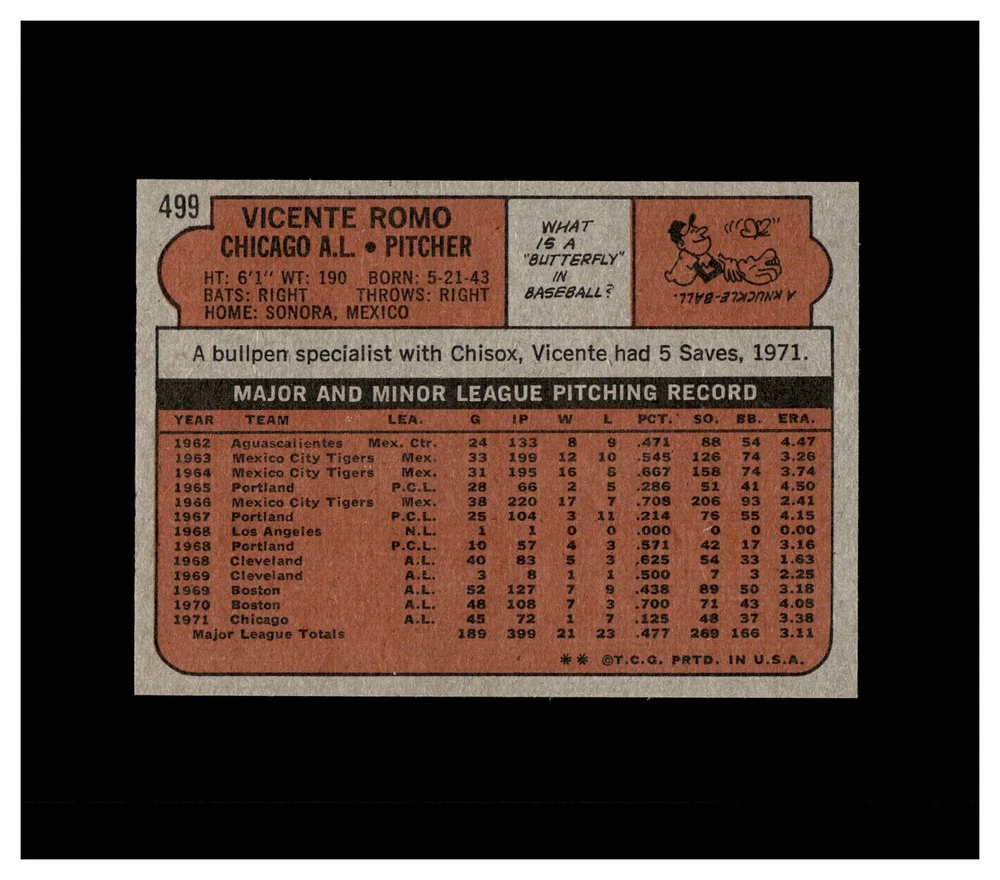 499
VICENTE ROMO
CHICAGO A.L. • PITCHER
HT: 6'1" WT: 190 BORN: 5-21-43
BATS: RIGHT THROWS: RIGHT
HOME: SONORA, MEXICO
WHAT
IS A
"BUTTERFLY"
IN
BASEBALL?
A KNUCKLE-BALL.
A bullpen specialist with Chisox, Vicente had 5 Saves, 1971.
MAJOR AND MINOR LEAGUE PITCHING RECORD
YEAR TEAM LEA. G IP W L PCT. SO. BB. ERA.
1962 Aguascalientes Mex. Ctr. 24 133 8 9 .471 88 54 4.47
1963 Mexico City Tigers Mex. 33 199 12 10 .545 126 74 3.26
1964 Mexico City Tigers Mex. 31 195 16 8 .667 158 74 3.74
1965 Portland P.C.L. 28 66 2 5 .286 51 41 4.50
1966 Mexico City Tigers Mex. 38 220 17 7 .708 206 93 2.41
1967 Portland P.C.L. 25 104 3 11 .214 76 55 4.15
1968 Los Angeles N.L. 1 1 0 0 .000 0 0 0.00
1968 Portland P.C.L. 10 57 4 3 .571 42 17 3.16
1968 Cleveland A.L. 40 83 5 3 .625 54 33 1.63
1969 Cleveland A.L. 3 8 1 1 .500 7 3 2.25
1969 Boston A.L. 52 127 7 9 .438 89 50 3.18
1970 Boston A.L. 48 108 7 3 .700 71 43 4.08
1971 Chicago A.L. 45 72 1 7 .125 48 37 3.38
Major League Totals 189 399 21 23 .477 269 166 3.11
** ©T.C.G. PRTD. IN U.S.A.